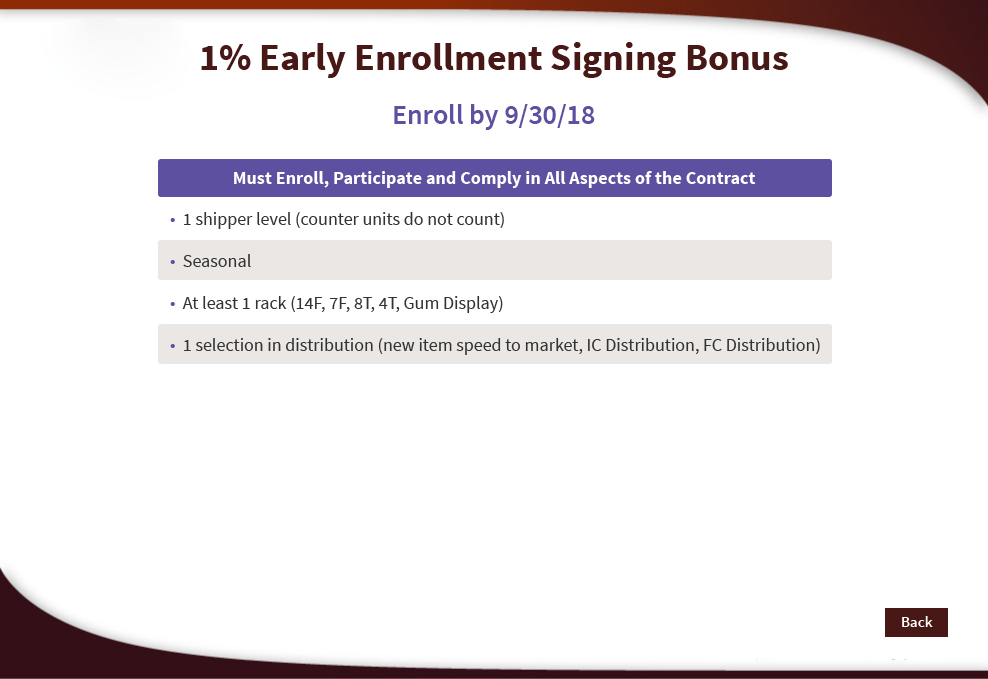 1% Early Enrollment Signing Bonus
Enroll by 9/30/18
Must Enroll, Participate and Comply in All Aspects of the Contract
• 1 shipper level (counter units do not count)
• Seasonal
• At least 1 rack (14F, 7F, 8T, 4T, Gum Display)
• 1 selection in distribution (new item speed to market, IC Distribution, FC Distribution)
Back